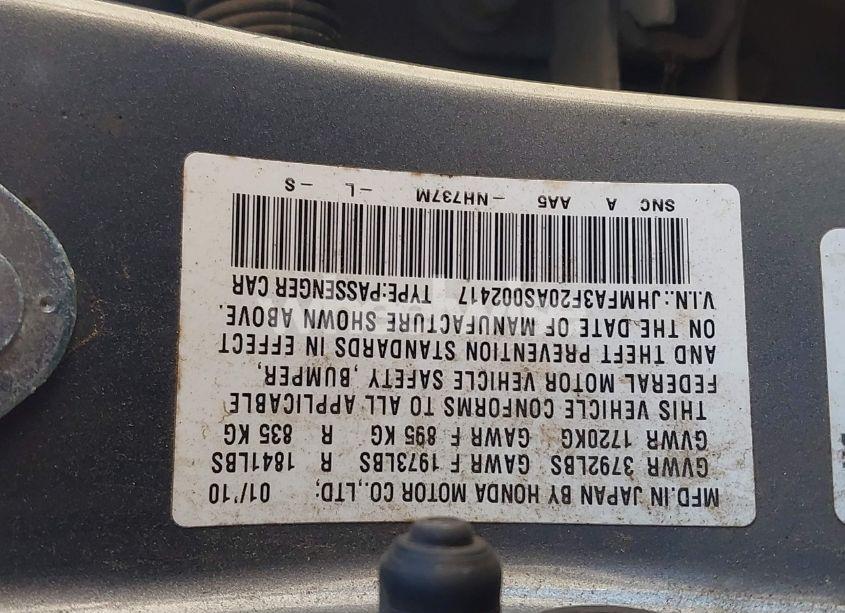 MFD.IN JAPAN BY HONDA MOTOR CO.,LTD; 01/'10
GVWR 3792LBS GAWR F 1973LBS R 1841LBS
GVWR 1720KG GAWR F 895 KG R 835 KG
THIS VEHICLE CONFORMS TO ALL APPLICABLE
FEDERAL MOTOR VEHICLE SAFETY, BUMPER,
AND THEFT PREVENTION STANDARDS IN EFFECT
ON THE DATE OF MANUFACTURE SHOWN ABOVE.
V.I.N.:JHMFA3F20AS002417 TYPE:PASSENGER CAR
SNC A AA5 -NH737M -L -S